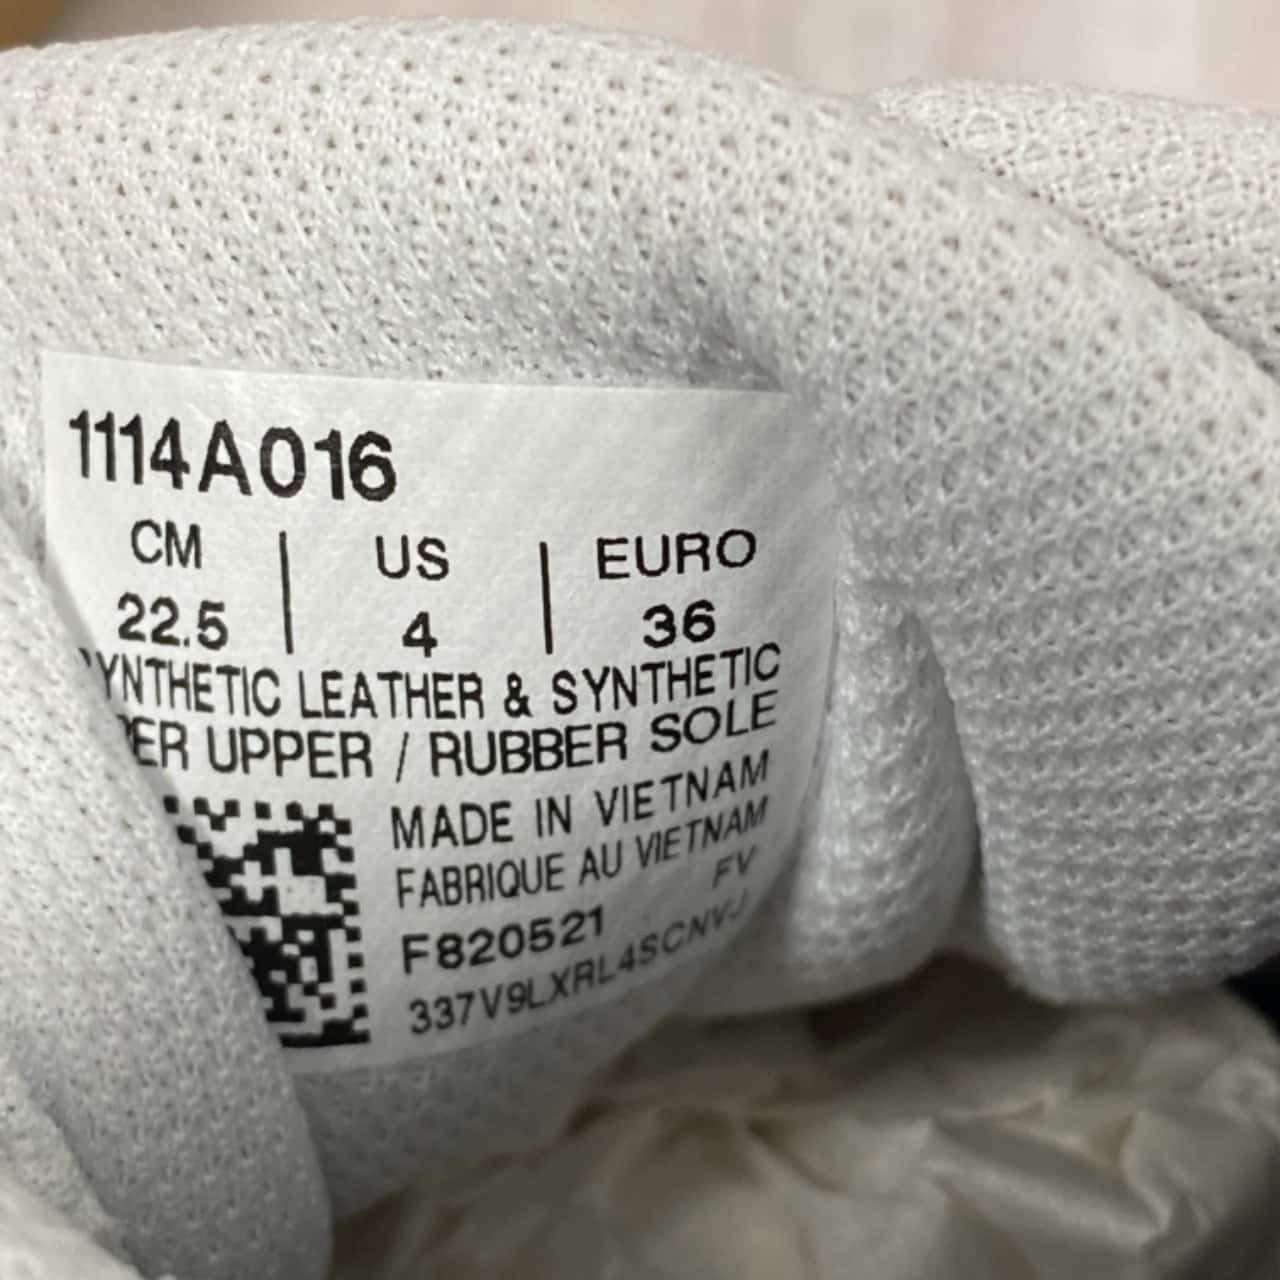 1114A016
CM | US | EURO
22.5 | 4 | 36
YNTHETIC LEATHER & SYNTHETIC
ER UPPER / RUBBER SOLE
MADE IN VIETNAM
FABRIQUE AU VIETNAM
FV
F820521
337V9LXRL4SCNVJ